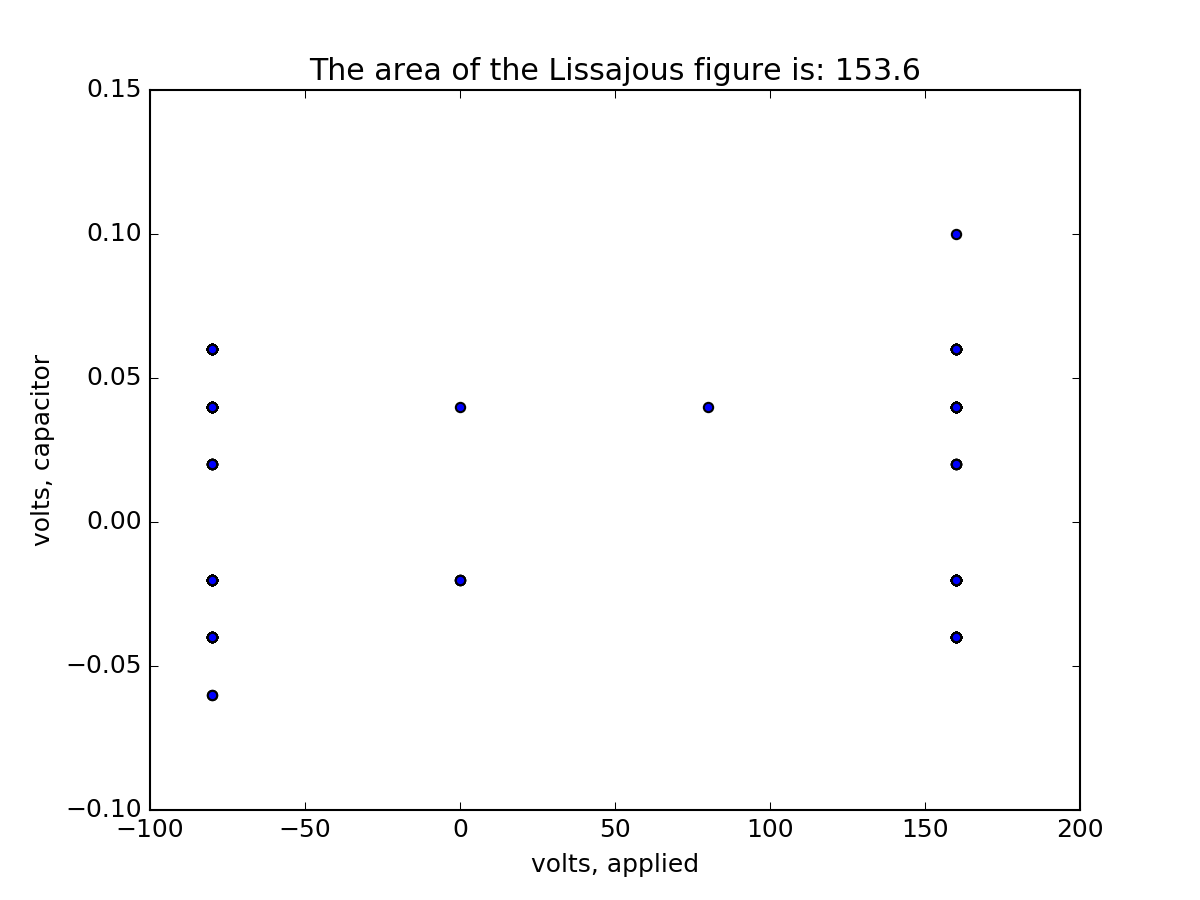 The area of the Lissajous figure is: 153.6
0.15
0.10
0.05
0.00
−0.05
−0.10
volts, capacitor
−100 −50 0 50 100 150 200
volts, applied